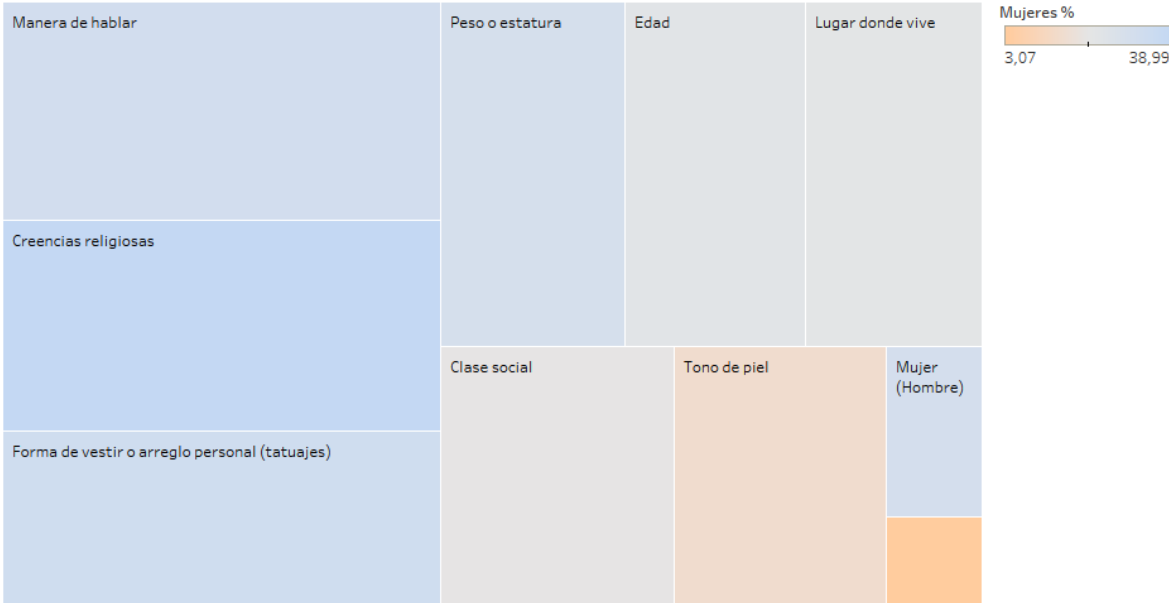 Manera de hablar
Peso o estatura
Edad
Lugar donde vive
Mujeres %
3,07
38,99
Creencias religiosas
Clase social
Tono de piel
Mujer
(Hombre)
Forma de vestir o arreglo personal (tatuajes)